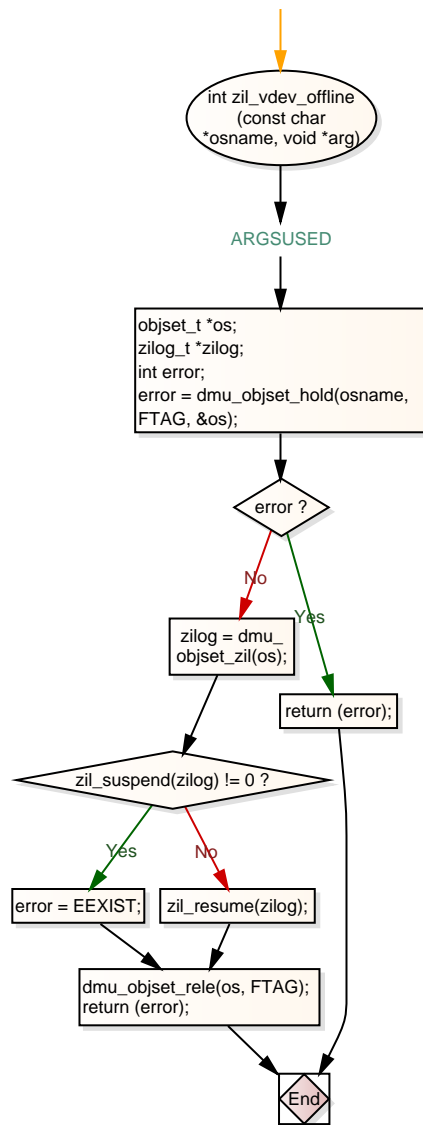 int zil_vdev_offline
(const char
*osname, void *arg)
ARGSUSED
objset_t *os;
zilog_t *zilog;
int error;
error = dmu_objset_hold(osname,
FTAG, &os);
error ?
No
Yes
zilog = dmu_
objset_zil(os);
return (error);
zil_suspend(zilog) != 0 ?
Yes
No
error = EEXIST;
zil_resume(zilog);
dmu_objset_rele(os, FTAG);
return (error);
End